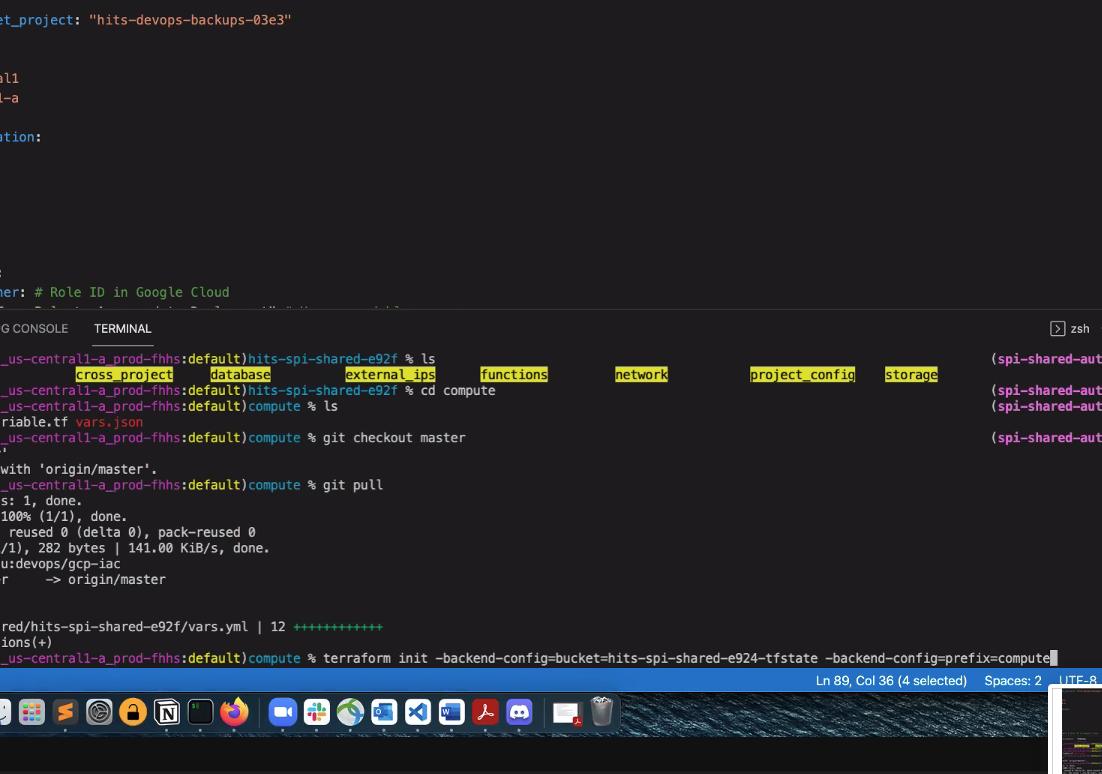 et_project: "hits-devops-backups-03e3"
al1
l-a
ation:
:
ner: # Role ID in Google Cloud
G CONSOLE TERMINAL zsh
_us-central1-a_prod-fhhs:default)hits-spi-shared-e92f % ls (spi-shared-aut
cross_project database external_ips functions network project_config storage
_us-central1-a_prod-fhhs:default)hits-spi-shared-e92f % cd compute (spi-shared-aut
_us-central1-a_prod-fhhs:default)compute % ls (spi-shared-aut
riable.tf vars.json
_us-central1-a_prod-fhhs:default)compute % git checkout master (spi-shared-aut
'
with 'origin/master'.
_us-central1-a_prod-fhhs:default)compute % git pull
s: 1, done.
100% (1/1), done.
reused 0 (delta 0), pack-reused 0
/1), 282 bytes | 141.00 KiB/s, done.
u:devops/gcp-iac
r -> origin/master
red/hits-spi-shared-e92f/vars.yml | 12 ++++++++++++
ions(+)
_us-central1-a_prod-fhhs:default)compute % terraform init -backend-config=bucket=hits-spi-shared-e924-tfstate -backend-config=prefix=compute
Ln 89, Col 36 (4 selected) Spaces: 2 UTF-8